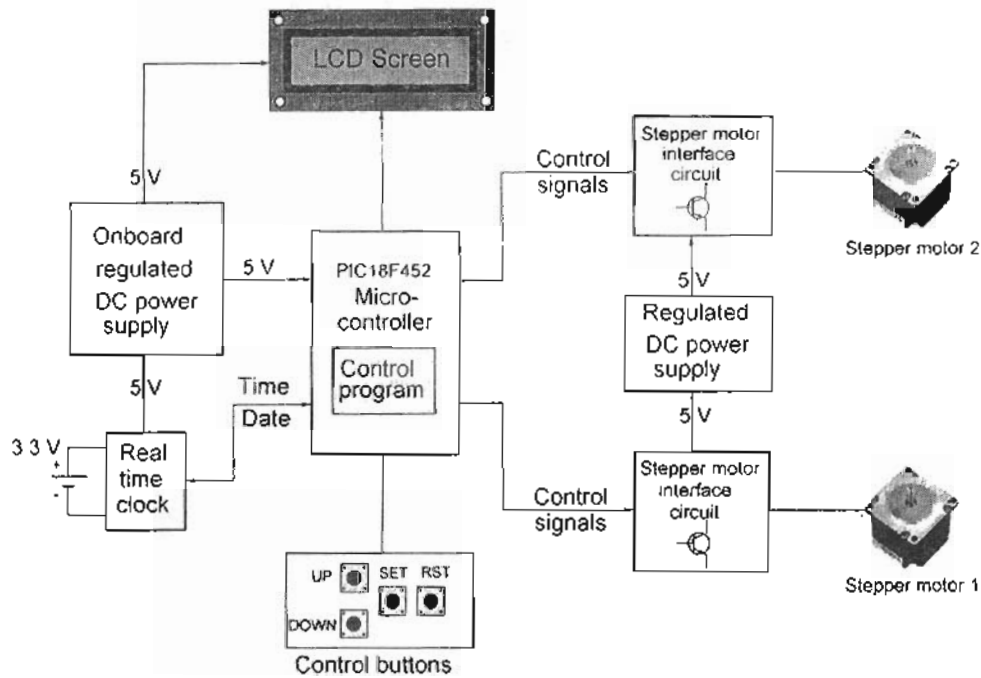 LCD Screen
5 V
Onboard
regulated
DC power
supply
5 V
5 V
3 3 V
+
-
Real
time
clock
Time
Date
PIC18F452
Micro-
controller
Control
program
UP
SET
RST
DOWN
Control buttons
Control
signals
Stepper motor
interface
circuit
Stepper motor 2
5 V
Regulated
DC power
supply
5 V
Control
signals
Stepper motor
interface
circuit
Stepper motor 1